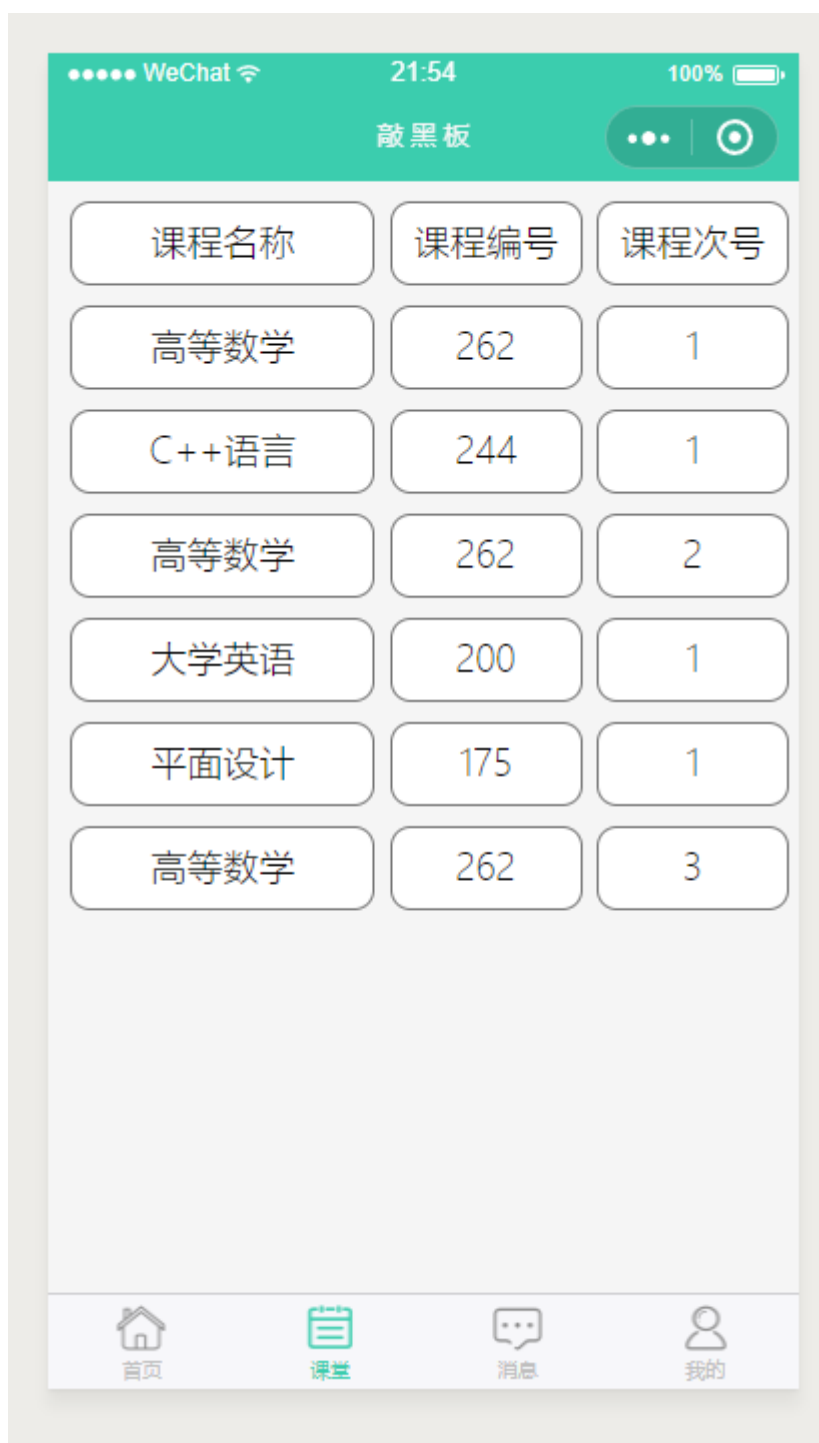 WeChat 21:54 100%
敲黑板
课程名称 课程编号 课程次号
高等数学 262 1
C++语言 244 1
高等数学 262 2
大学英语 200 1
平面设计 175 1
高等数学 262 3
首页 课堂 消息 我的